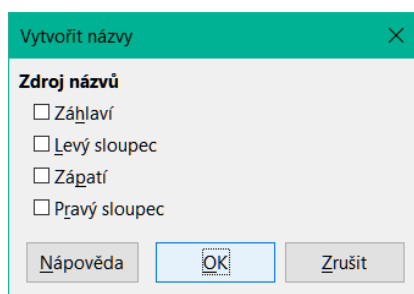 Vytvořit názvy
Zdroj názvů
Záhlaví
Levý sloupec
Zápatí
Pravý sloupec
Nápověda OK Zrušit